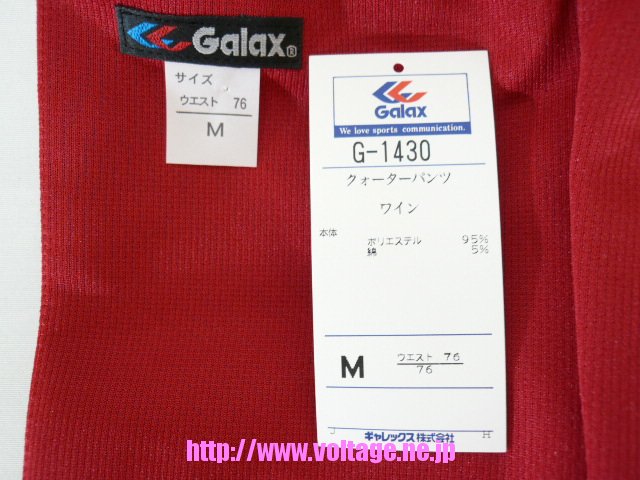 Galax®
サイズ
ウエスト 76
M
Galax
We love sports communication.
G-1430
クォーターパンツ
ワイン
本体
ポリエステル 95%
綿 5%
M
ウエスト 76
76
ギャレックス株式会社
J H
http://www.voltage.ne.jp